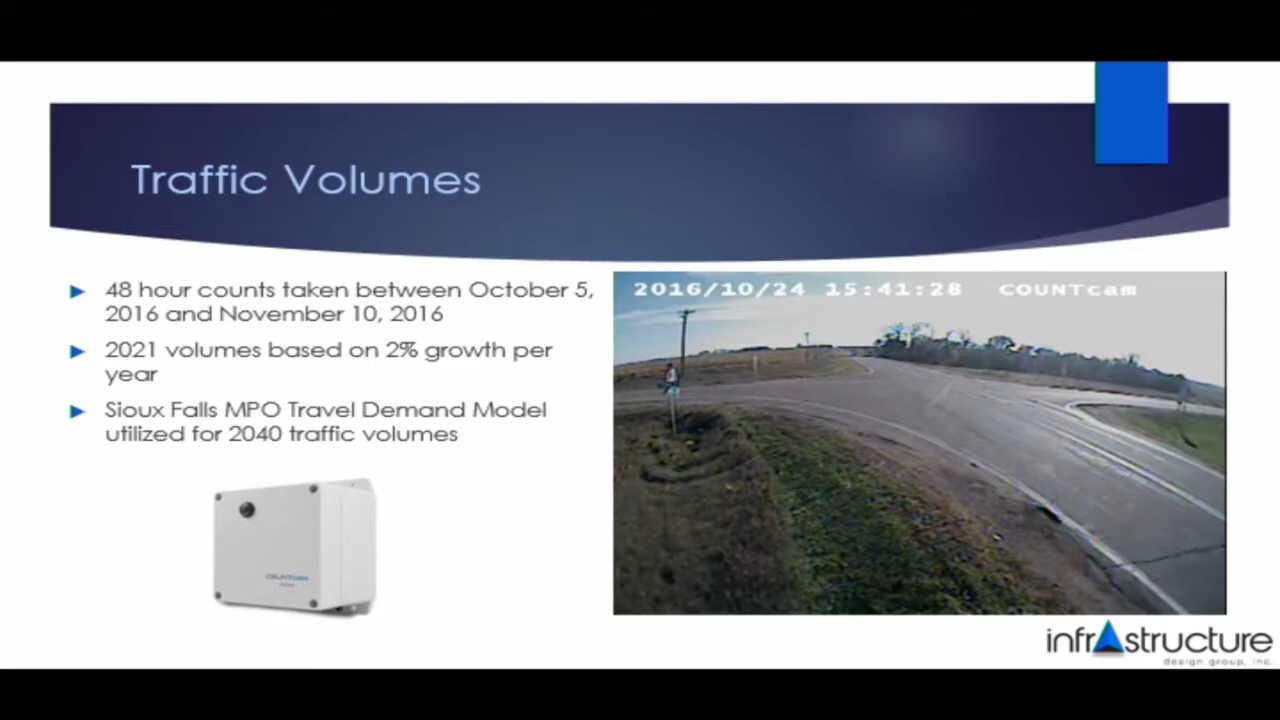 Traffic Volumes
48 hour counts taken between October 5,
2016 and November 10, 2016
2021 volumes based on 2% growth per
year
Sioux Falls MPO Travel Demand Model
utilized for 2040 traffic volumes
2016/10/24 15:41:28 COUNTcam
COUNTcam
infrAstructure
design group, inc.